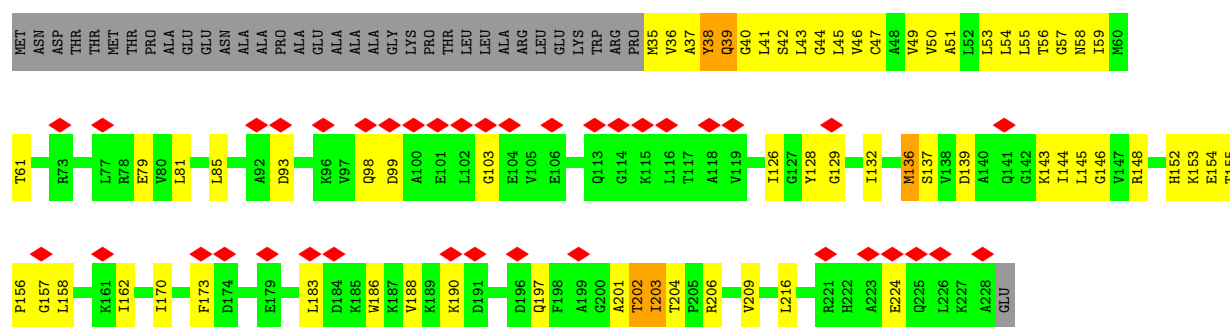 MET ASN ASP THR THR MET THR PRO ALA GLU GLU ASN ALA ALA PRO ALA GLU ALA ALA ALA GLY LYS PRO THR LEU LEU ALA ARG LEU GLU LYS TRP ARG PRO M35 V36 A37 Y38 Q39 G40 L41 S42 L43 G44 L45 V46 C47 A48 V49 V50 A51 L52 L53 L54 L55 T56 G57 N58 I59 M60
T61 R73 L77 R78 E79 V80 L81 L85 A92 D93 K96 V97 Q98 D99 A100 E101 L102 G103 E104 V105 E106 Q113 G114 K115 L116 T117 A118 V119 I126 G127 Y128 G129 I132 M136 S137 V138 D139 A140 Q141 G142 K143 I144 L145 G146 V147 R148 H152 K153 E154 T155
P156 G157 L158 K161 I162 I170 F173 D174 E179 L183 D184 K185 W186 K187 V188 K189 K190 D191 D196 Q197 F198 A199 G200 A201 T202 I203 T204 P205 R206 V209 L216 R221 H222 A223 E224 Q225 L226 K227 A228 GLU